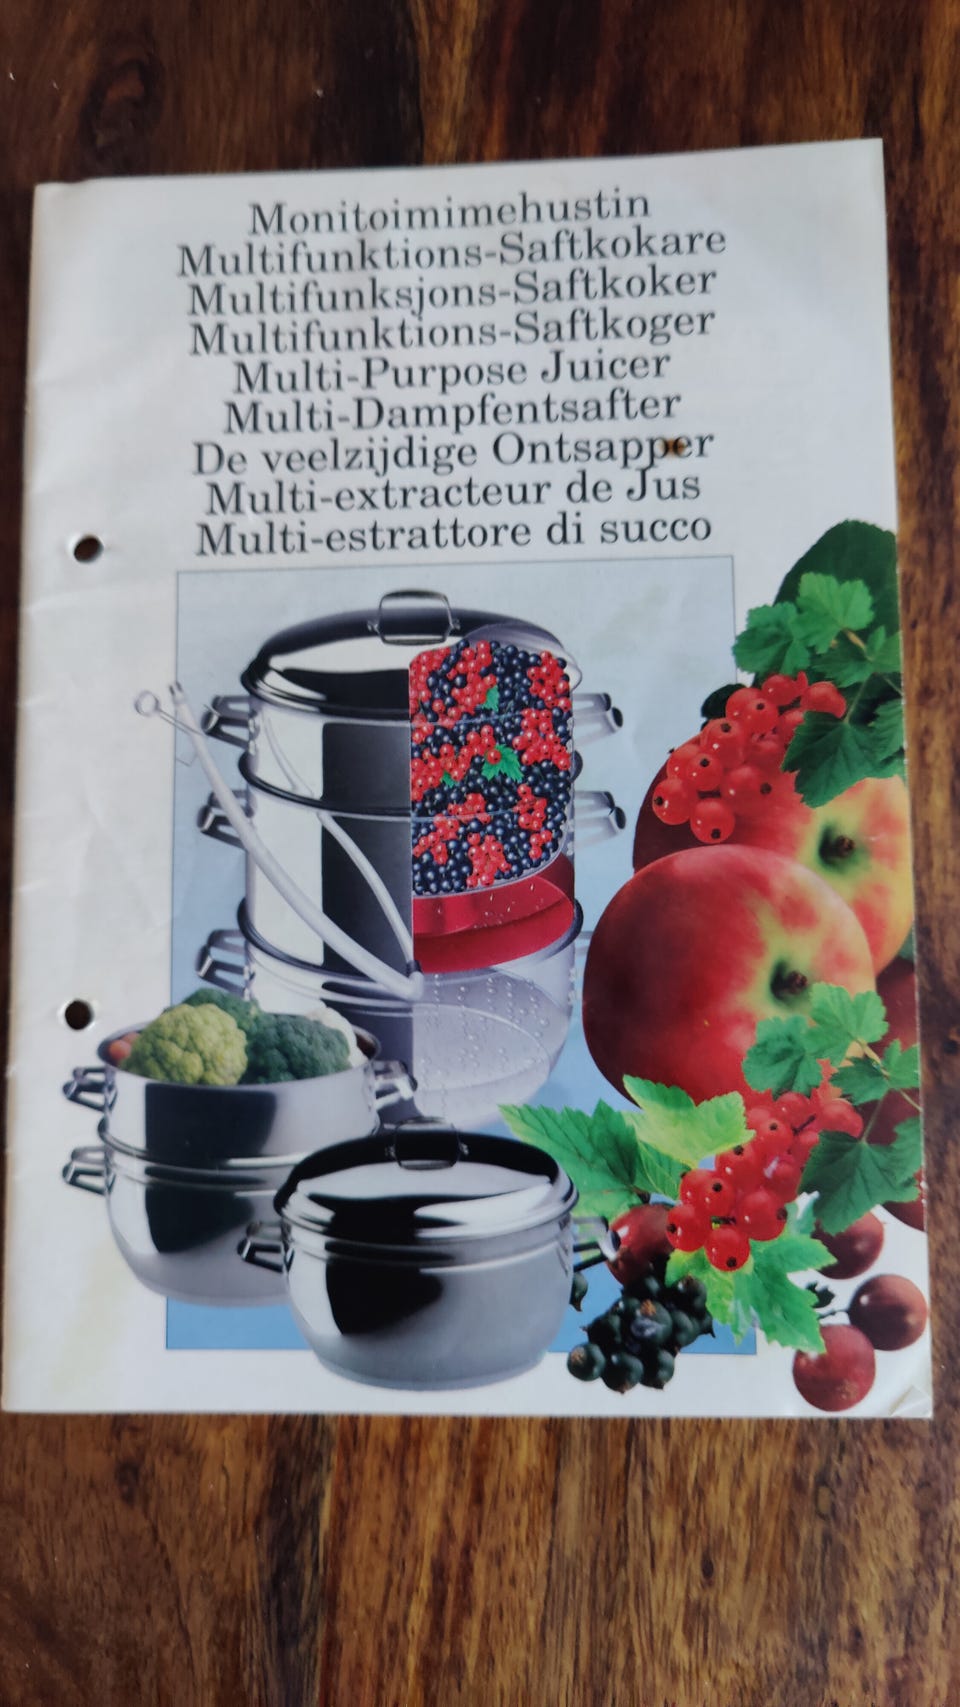 Monitoimimehustin
Multifunktions-Saftkokare
Multifunksjons-Saftkoker
Multifunktions-Saftkoger
Multi-Purpose Juicer
Multi-Dampfentsafter
De veelzijdige Ontsapper
Multi-extracteur de Jus
Multi-estrattore di succo